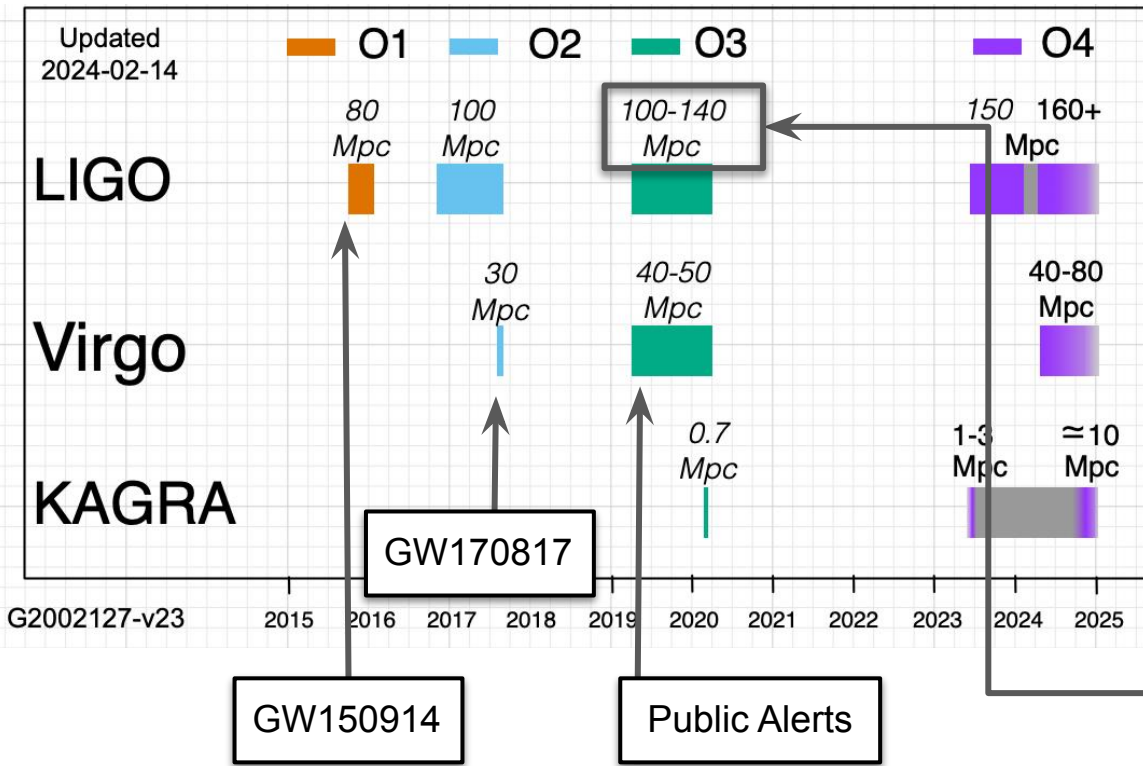 Updated
2024-02-14
O1
O2
O3
O4
80
Mpc
100
Mpc
100-140
Mpc
150 160+
Mpc
LIGO
30
Mpc
40-50
Mpc
40-80
Mpc
Virgo
0.7
Mpc
1-3
Mpc
≃10
Mpc
KAGRA
GW170817
G2002127-v23
2015 2016 2017 2018 2019 2020 2021 2022 2023 2024 2025
GW150914
Public Alerts